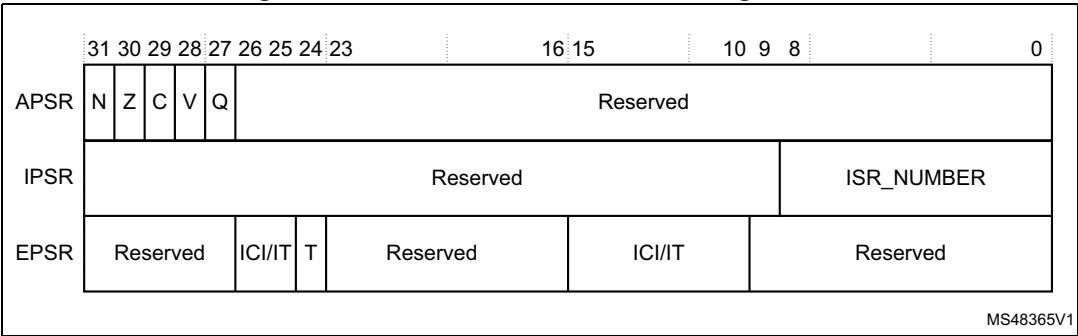 31 30 29 28 27 26 25 24 23 16 15 10 9 8 0
APSR N Z C V Q Reserved
IPSR Reserved ISR_NUMBER
EPSR Reserved ICI/IT T Reserved ICI/IT Reserved
MS48365V1